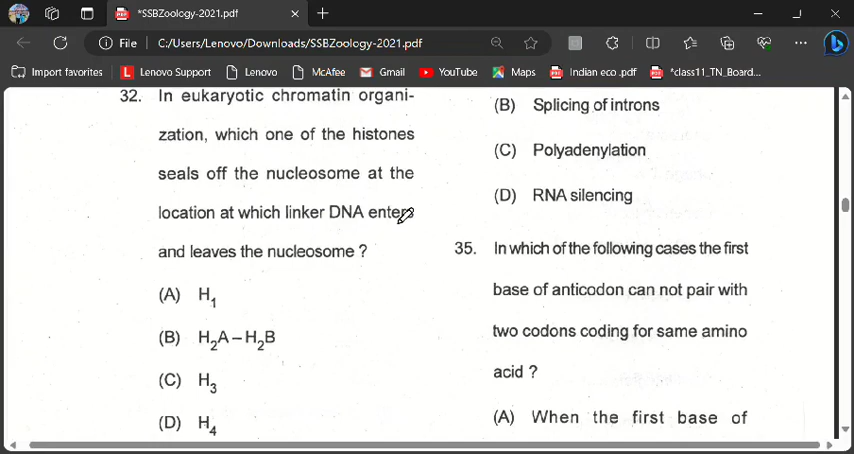 *SSBZoology-2021.pdf
File
C:/Users/Lenovo/Downloads/SSBZoology-2021.pdf
Import favorites
Lenovo Support
Lenovo
McAfee
Gmail
YouTube
Maps
Indian eco .pdf
*class11_TN_Board...
32. In eukaryotic chromatin organi-
zation, which one of the histones
seals off the nucleosome at the
location at which linker DNA enters
and leaves the nucleosome ?
(A) H1
(B) H2A – H2B
(C) H3
(D) H4
(B) Splicing of introns
(C) Polyadenylation
(D) RNA silencing
35. In which of the following cases the first
base of anticodon can not pair with
two codons coding for same amino
acid ?
(A) When the first base of